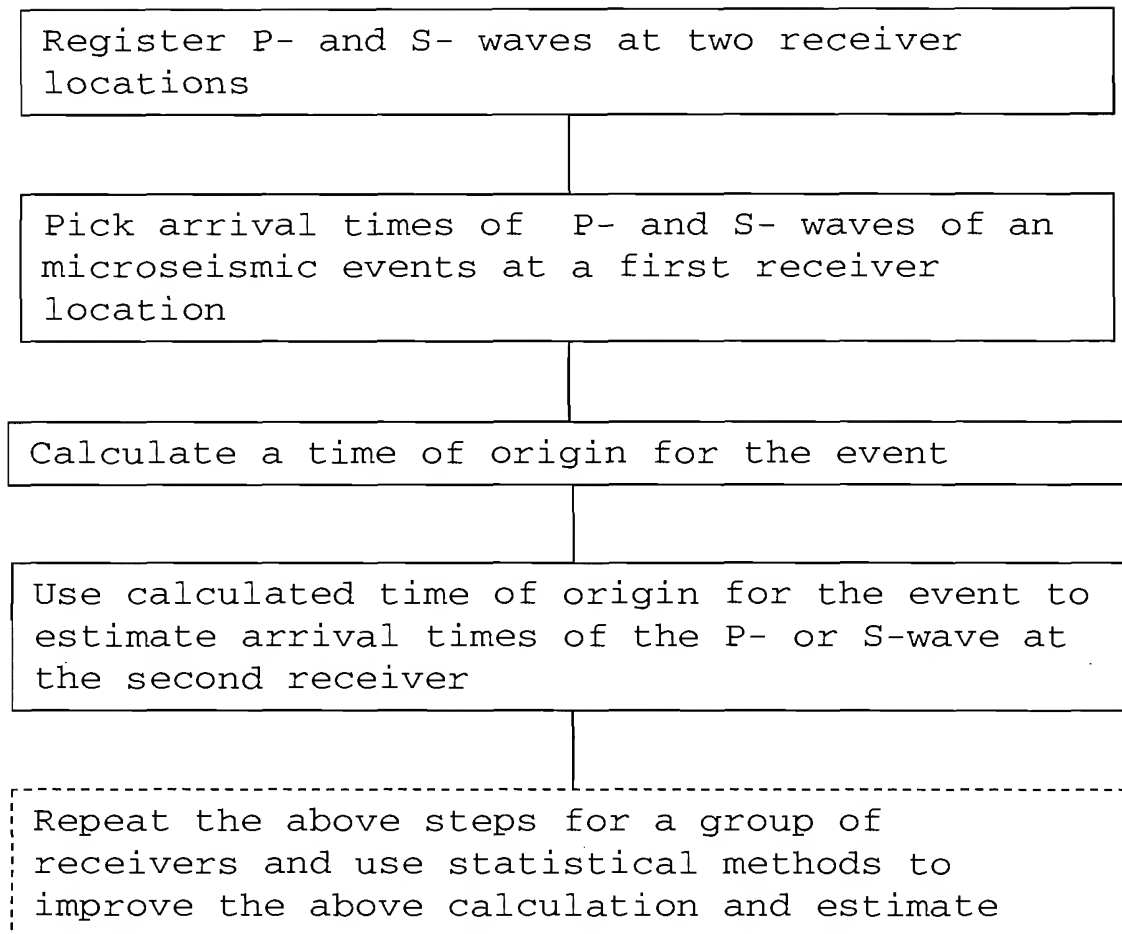 Register P- and S- waves at two receiver
locations
Pick arrival times of P- and S- waves of an
microseismic events at a first receiver
location
Calculate a time of origin for the event
Use calculated time of origin for the event to
estimate arrival times of the P- or S-wave at
the second receiver
Repeat the above steps for a group of
receivers and use statistical methods to
improve the above calculation and estimate